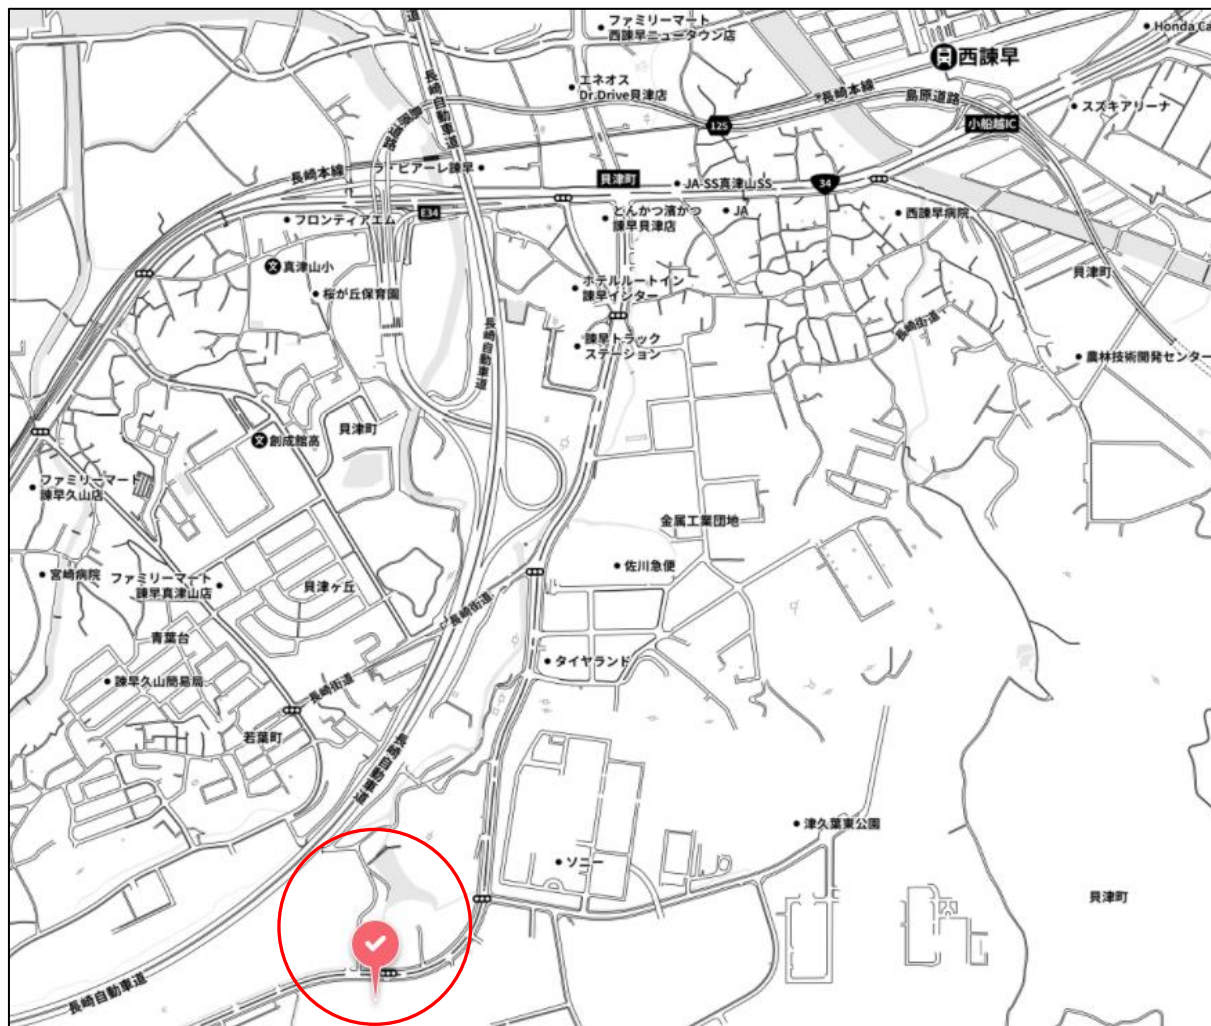 ファミリーマート
西諫早ニュータウン店
Honda Ca
西諫早
道
長崎自動車道
エネオス
Dr.Drive貝津店
長崎本線
島原道路
スズキアリーナ
125
小船越IC
島原道路
長崎本線
ラ・ビアーレ諫早
貝津町
JA-SS真津山SS
34
E34
フロンティアエム
とんかつ濱かつ
諫早貝津店
JA
西諫早病院
真津山小
貝津町
桜が丘保育園
ホテルルートイン
諫早インター
長崎自動車道
長崎街道
諫早トラック
ステーション
農林技術開発センター
貝津町
創成館高
ファミリーマート
諫早久山店
金属工業団地
佐川急便
宮崎病院
ファミリーマート
諫早真津山店
貝津ヶ丘
長崎街道
青葉台
タイヤランド
諫早久山簡易局
長崎街道
若葉町
長崎自動車道
津久葉東公園
ソニー
貝津町
長崎自動車道